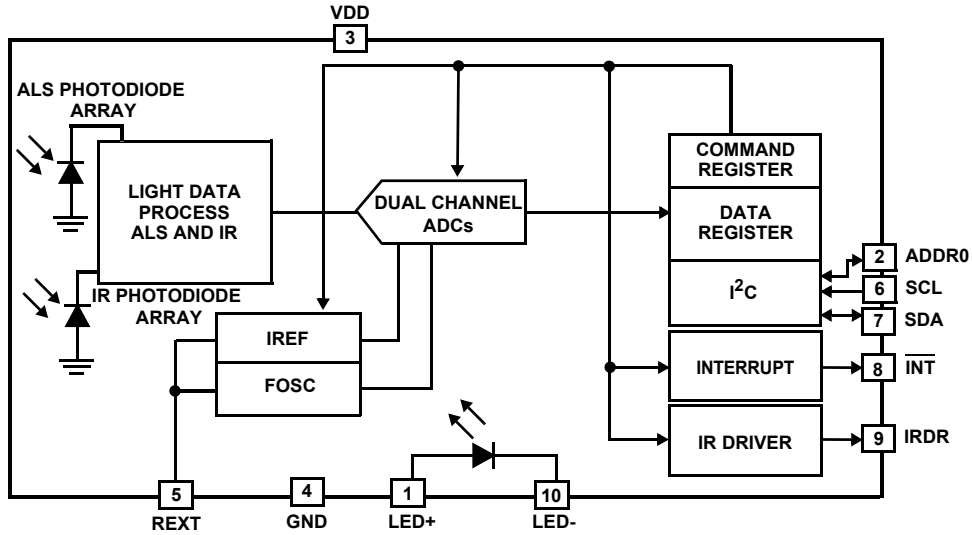 VDD
3
ALS PHOTODIODE
ARRAY
LIGHT DATA
PROCESS
ALS AND IR
DUAL CHANNEL
ADCs
COMMAND
REGISTER
DATA
REGISTER
I²C
2 ADDR0
6 SCL
7 SDA
IR PHOTODIODE
ARRAY
IREF
FOSC
INTERRUPT
8 I̅N̅T̅
IR DRIVER
9 IRDR
5
4
1
10
REXT
GND
LED+
LED-